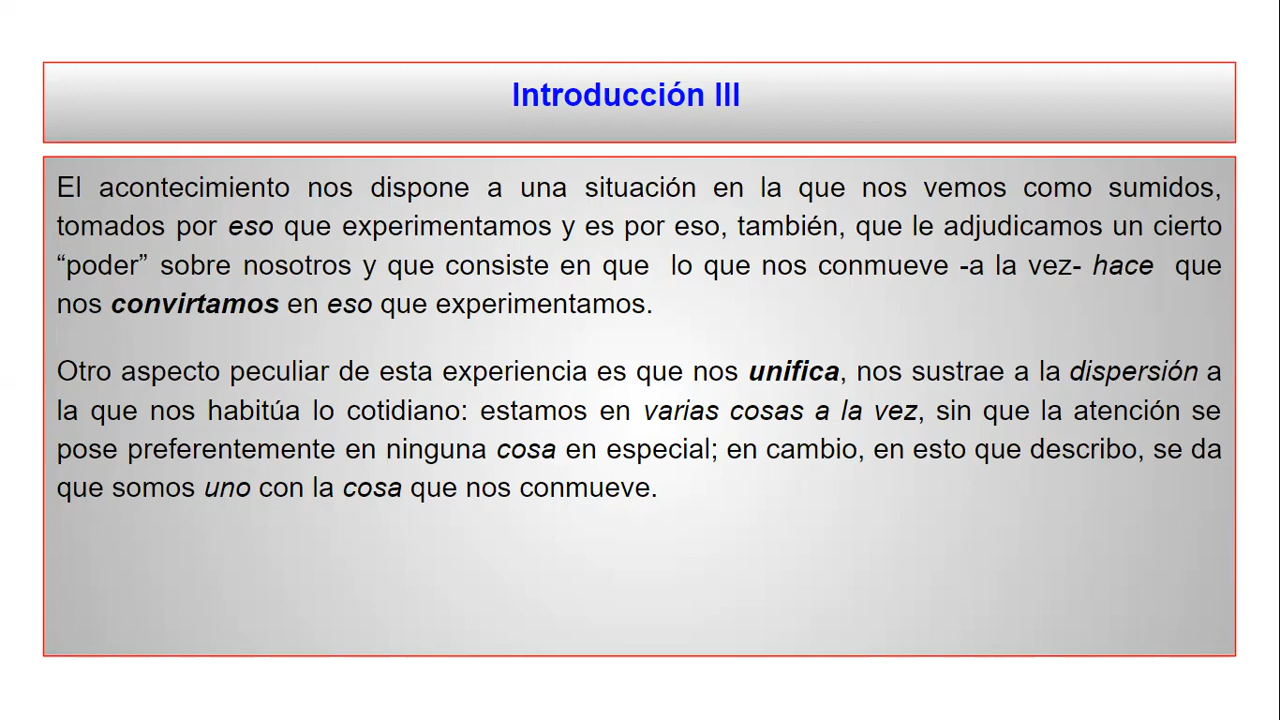 Introducción III
El acontecimiento nos dispone a una situación en la que nos vemos como sumidos,
tomados por eso que experimentamos y es por eso, también, que le adjudicamos un cierto
“poder” sobre nosotros y que consiste en que lo que nos conmueve -a la vez- hace que
nos convirtamos en eso que experimentamos.
Otro aspecto peculiar de esta experiencia es que nos unifica, nos sustrae a la dispersión a
la que nos habitúa lo cotidiano: estamos en varias cosas a la vez, sin que la atención se
pose preferentemente en ninguna cosa en especial; en cambio, en esto que describo, se da
que somos uno con la cosa que nos conmueve.